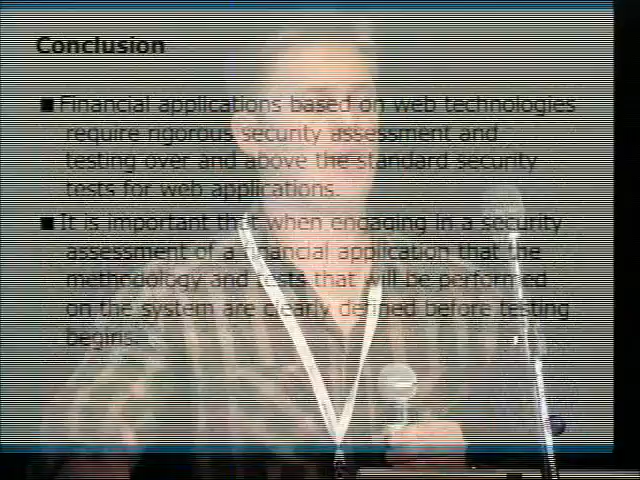 Conclusion
■ Financial applications based on web technologies
require rigorous security assessment and
testing over and above the standard security
tests for web applications.
■ It is important that when engaging in a security
assessment of a financial application that the
methodology and tests that will be performed
on the system are clearly defined before testing
begins.